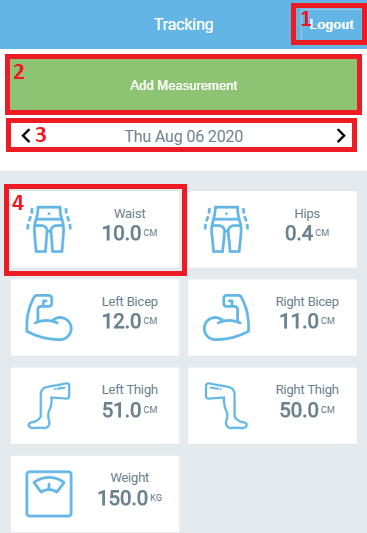 Tracking
1 Logout
2
Add Measurement
3 Thu Aug 06 2020
4
Waist
10.0 CM
Hips
0.4 CM
Left Bicep
12.0 CM
Right Bicep
11.0 CM
Left Thigh
51.0 CM
Right Thigh
50.0 CM
Weight
150.0 KG